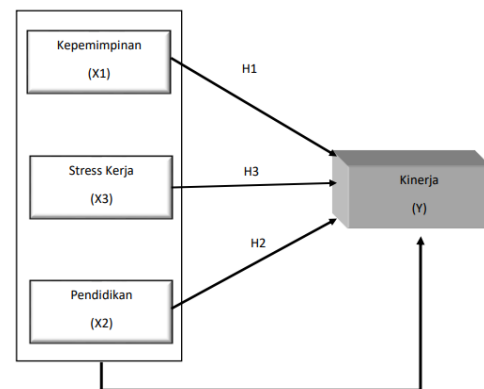 Kepemimpinan
(X1)
H1
Stress Kerja
(X3)
H3
Kinerja
(Y)
H2
Pendidikan
(X2)